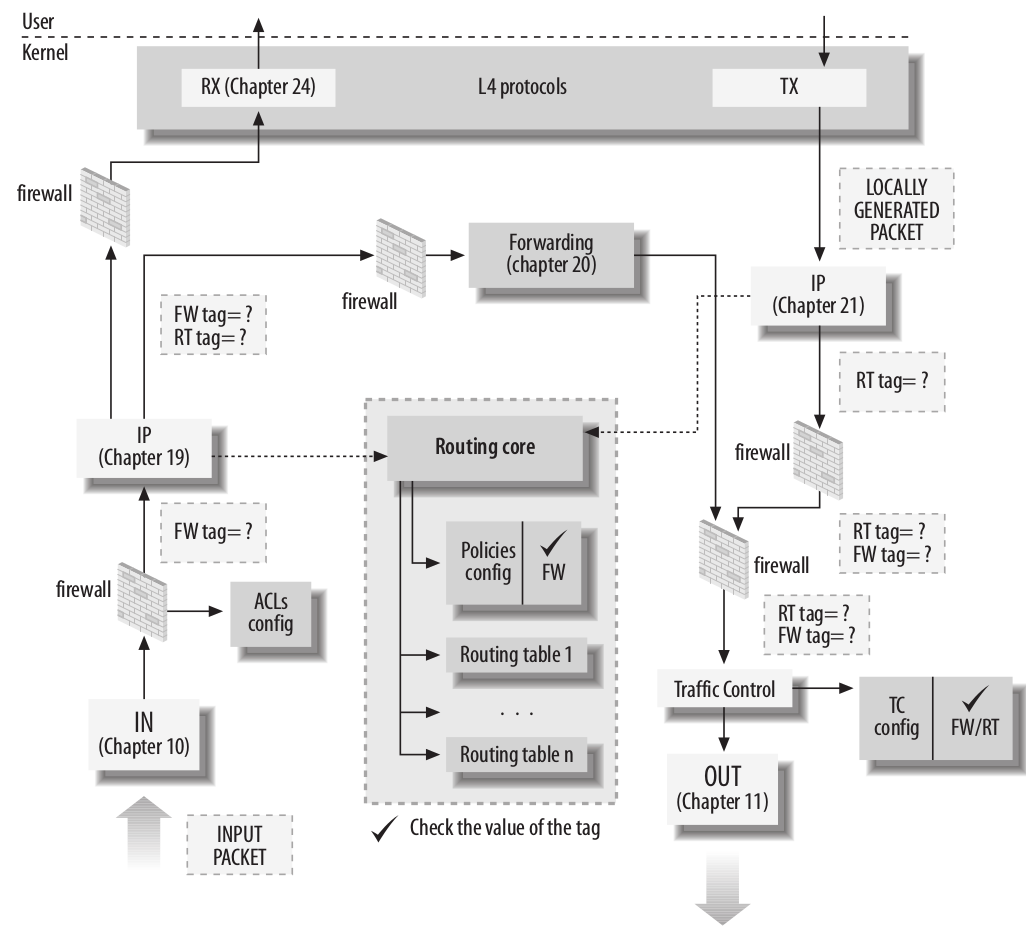 User
Kernel
RX (Chapter 24)
L4 protocols
TX
firewall
LOCALLY
GENERATED
PACKET
firewall
Forwarding
(chapter 20)
IP
(Chapter 21)
FW tag= ?
RT tag= ?
RT tag= ?
IP
(Chapter 19)
Routing core
firewall
FW tag= ?
Policies
config
FW
RT tag= ?
FW tag= ?
firewall
firewall
ACLs
config
RT tag= ?
FW tag= ?
Routing table 1
Traffic Control
TC
config
FW/RT
. . .
IN
(Chapter 10)
Routing table n
OUT
(Chapter 11)
INPUT
PACKET
Check the value of the tag